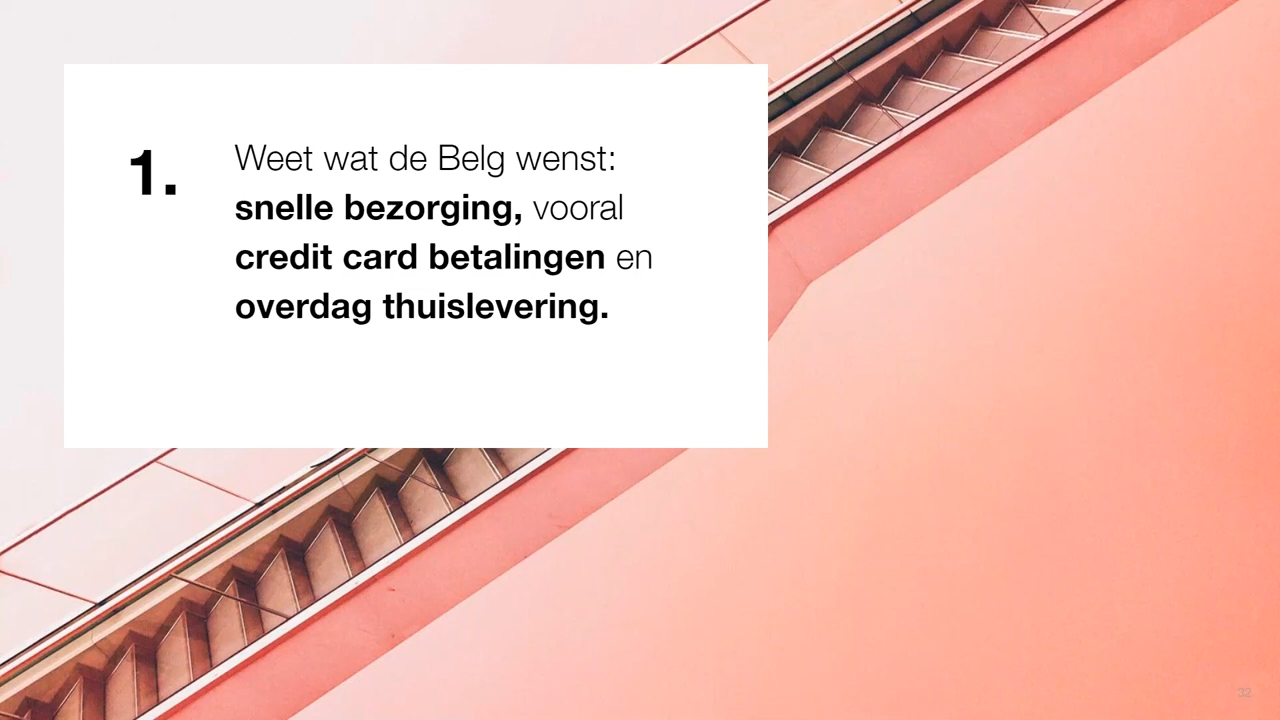 1.
Weet wat de Belg wenst:
snelle bezorging, vooral
credit card betalingen en
overdag thuislevering.
32